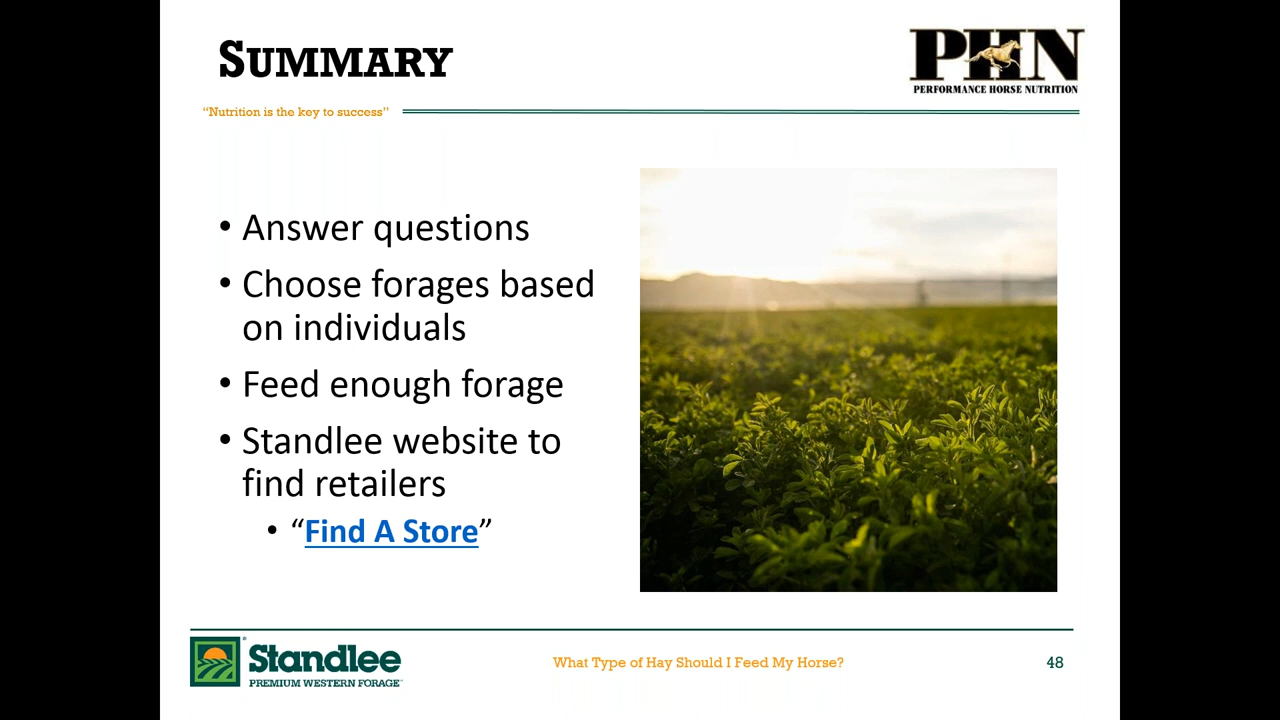 SUMMARY
PHN
PERFORMANCE HORSE NUTRITION
“Nutrition is the key to success”
• Answer questions
• Choose forages based
on individuals
• Feed enough forage
• Standlee website to
find retailers
• “Find A Store”
Standlee®
PREMIUM WESTERN FORAGE™
What Type of Hay Should I Feed My Horse?
48